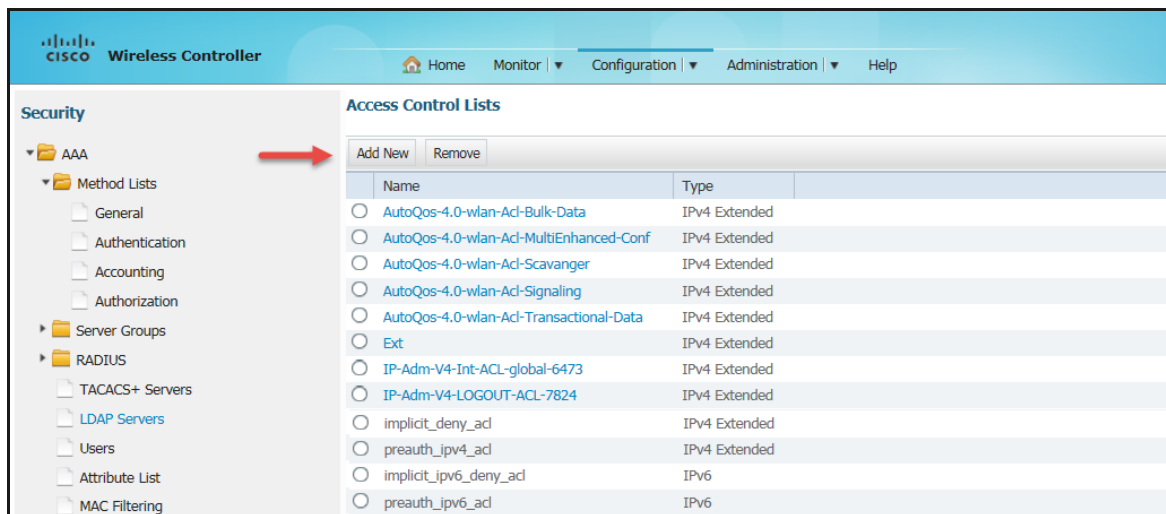 CISCO Wireless Controller
Home Monitor Configuration Administration Help
Security
AAA
Method Lists
General
Authentication
Accounting
Authorization
Server Groups
RADIUS
TACACS+ Servers
LDAP Servers
Users
Attribute List
MAC Filtering
Access Control Lists
Add New Remove
Name Type
AutoQos-4.0-wlan-Acl-Bulk-Data IPv4 Extended
AutoQos-4.0-wlan-Acl-MultiEnhanced-Conf IPv4 Extended
AutoQos-4.0-wlan-Acl-Scavanger IPv4 Extended
AutoQos-4.0-wlan-Acl-Signaling IPv4 Extended
AutoQos-4.0-wlan-Acl-Transactional-Data IPv4 Extended
Ext IPv4 Extended
IP-Adm-V4-Int-ACL-global-6473 IPv4 Extended
IP-Adm-V4-LOGOUT-ACL-7824 IPv4 Extended
implicit_deny_acl IPv4 Extended
preauth_ipv4_acl IPv4 Extended
implicit_ipv6_deny_acl IPv6
preauth_ipv6_acl IPv6